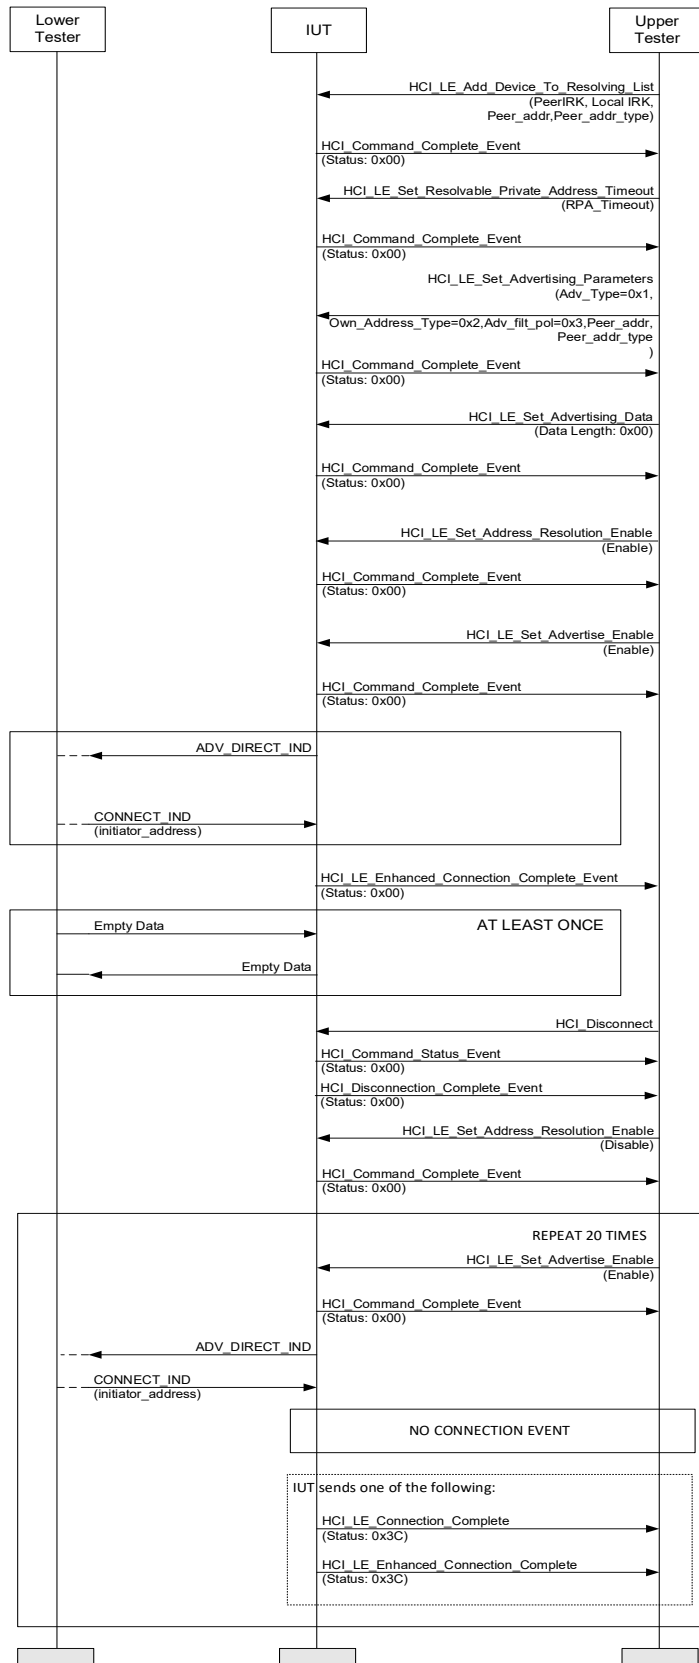 Lower
Tester
IUT
Upper
Tester
HCI_LE_Add_Device_To_Resolving_List
(PeerIRK, Local IRK,
Peer_addr,Peer_addr_type)
HCI_Command_Complete_Event
(Status: 0x00)
HCI_LE_Set_Resolvable_Private_Address_Timeout
(RPA_Timeout)
HCI_Command_Complete_Event
(Status: 0x00)
HCI_LE_Set_Advertising_Parameters
(Adv_Type=0x1,
Own_Address_Type=0x2,Adv_filt_pol=0x3,Peer_addr,
Peer_addr_type
)
HCI_Command_Complete_Event
(Status: 0x00)
HCI_LE_Set_Advertising_Data
(Data Length: 0x00)
HCI_Command_Complete_Event
(Status: 0x00)
HCI_LE_Set_Address_Resolution_Enable
(Enable)
HCI_Command_Complete_Event
(Status: 0x00)
HCI_LE_Set_Advertise_Enable
(Enable)
HCI_Command_Complete_Event
(Status: 0x00)
ADV_DIRECT_IND
CONNECT_IND
(initiator_address)
HCI_LE_Enhanced_Connection_Complete_Event
(Status: 0x00)
Empty Data
AT LEAST ONCE
Empty Data
HCI_Disconnect
HCI_Command_Status_Event
(Status: 0x00)
HCI_Disconnection_Complete_Event
(Status: 0x00)
HCI_LE_Set_Address_Resolution_Enable
(Disable)
HCI_Command_Complete_Event
(Status: 0x00)
REPEAT 20 TIMES
HCI_LE_Set_Advertise_Enable
(Enable)
HCI_Command_Complete_Event
(Status: 0x00)
ADV_DIRECT_IND
CONNECT_IND
(initiator_address)
NO CONNECTION EVENT
IUT sends one of the following:
HCI_LE_Connection_Complete
(Status: 0x3C)
HCI_LE_Enhanced_Connection_Complete
(Status: 0x3C)